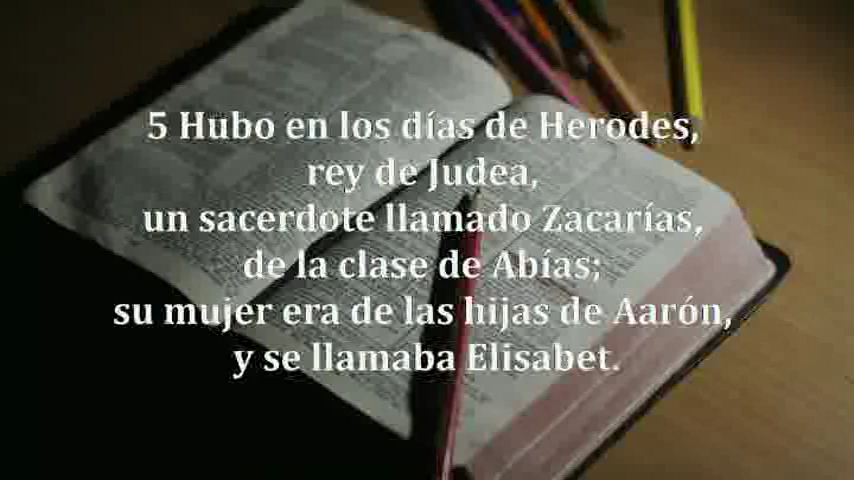 5 Hubo en los días de Herodes,
rey de Judea,
un sacerdote llamado Zacarías,
de la clase de Abías;
su mujer era de las hijas de Aarón,
y se llamaba Elisabet.